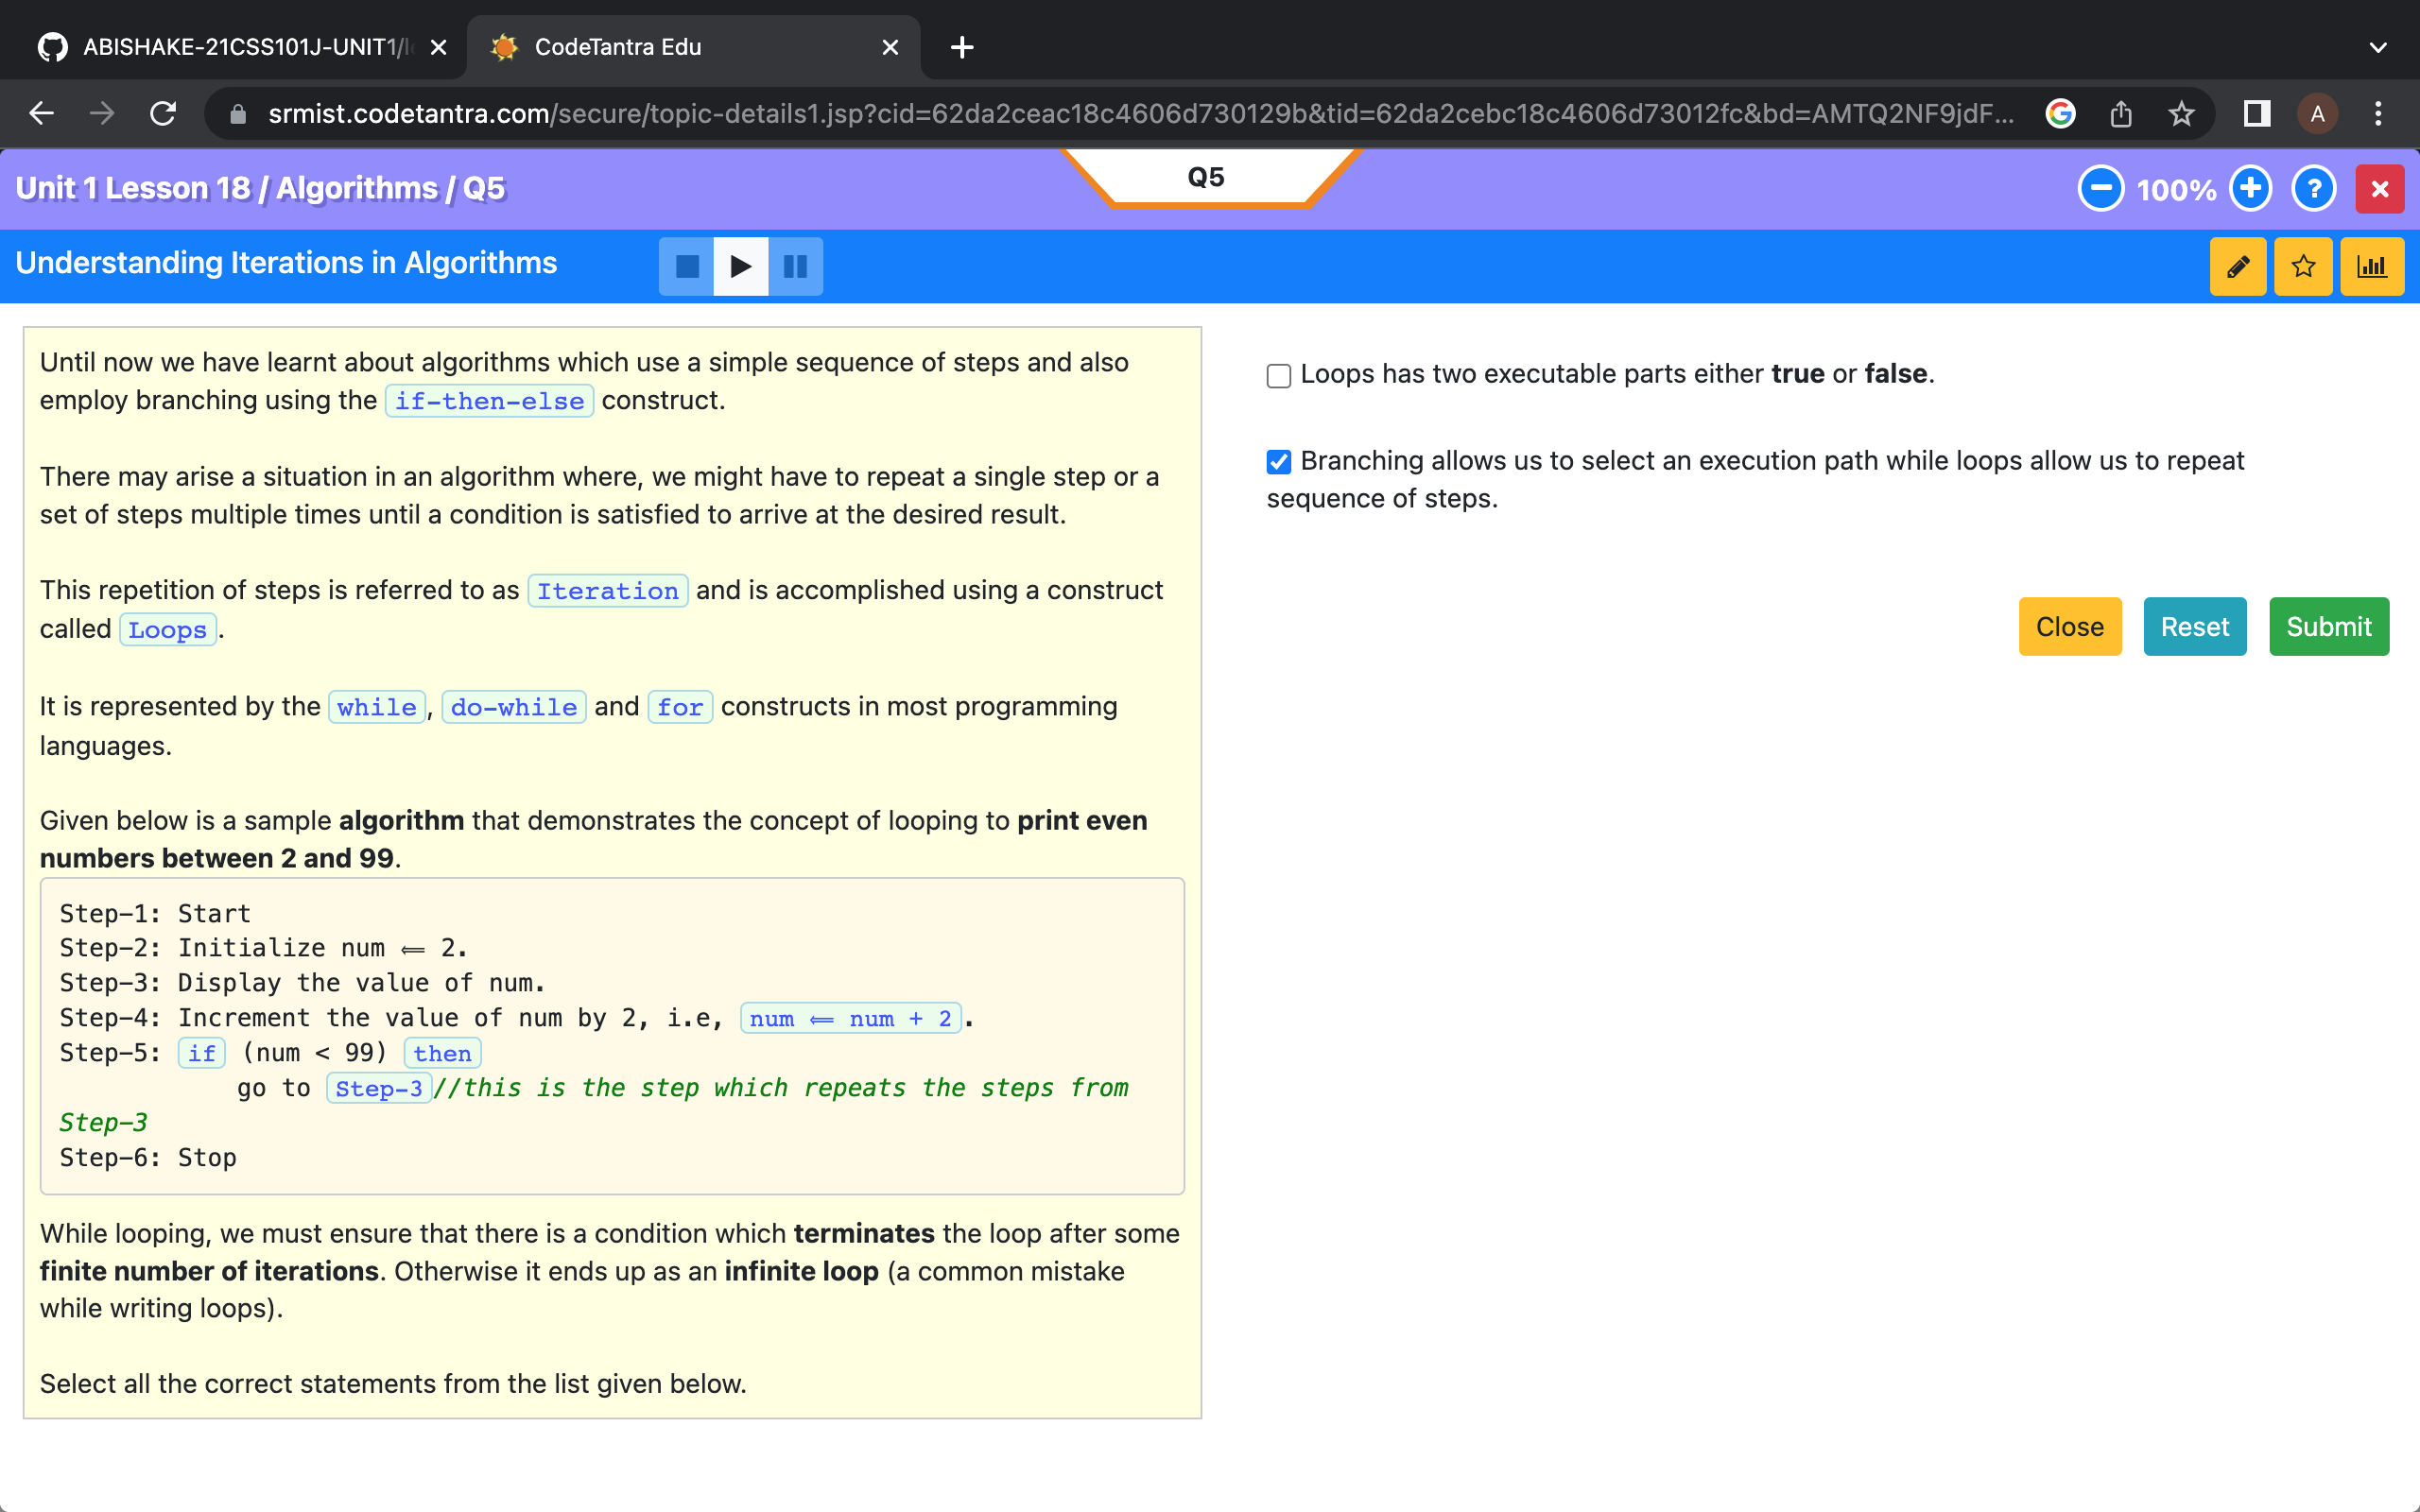 ABISHAKE-21CSS101J-UNIT1/
CodeTantra Edu
srmist.codetantra.com/secure/topic-details1.jsp?cid=62da2ceac18c4606d730129b&tid=62da2cebc18c4606d73012fc&bd=AMTQ2NF9jdF...
A
Unit 1 Lesson 18 / Algorithms / Q5
Q5
100%
?
Understanding Iterations in Algorithms
Until now we have learnt about algorithms which use a simple sequence of steps and also
employ branching using the if-then-else construct.
There may arise a situation in an algorithm where, we might have to repeat a single step or a
set of steps multiple times until a condition is satisfied to arrive at the desired result.
This repetition of steps is referred to as Iteration and is accomplished using a construct
called Loops.
It is represented by the while, do-while and for constructs in most programming
languages.
Given below is a sample algorithm that demonstrates the concept of looping to print even
numbers between 2 and 99.
Step-1: Start
Step-2: Initialize num ⟸ 2.
Step-3: Display the value of num.
Step-4: Increment the value of num by 2, i.e, num ⟸ num + 2.
Step-5: if (num < 99) then
go to Step-3//this is the step which repeats the steps from
Step-3
Step-6: Stop
While looping, we must ensure that there is a condition which terminates the loop after some
finite number of iterations. Otherwise it ends up as an infinite loop (a common mistake
while writing loops).
Select all the correct statements from the list given below.
Loops has two executable parts either true or false.
Branching allows us to select an execution path while loops allow us to repeat
sequence of steps.
Close Reset Submit